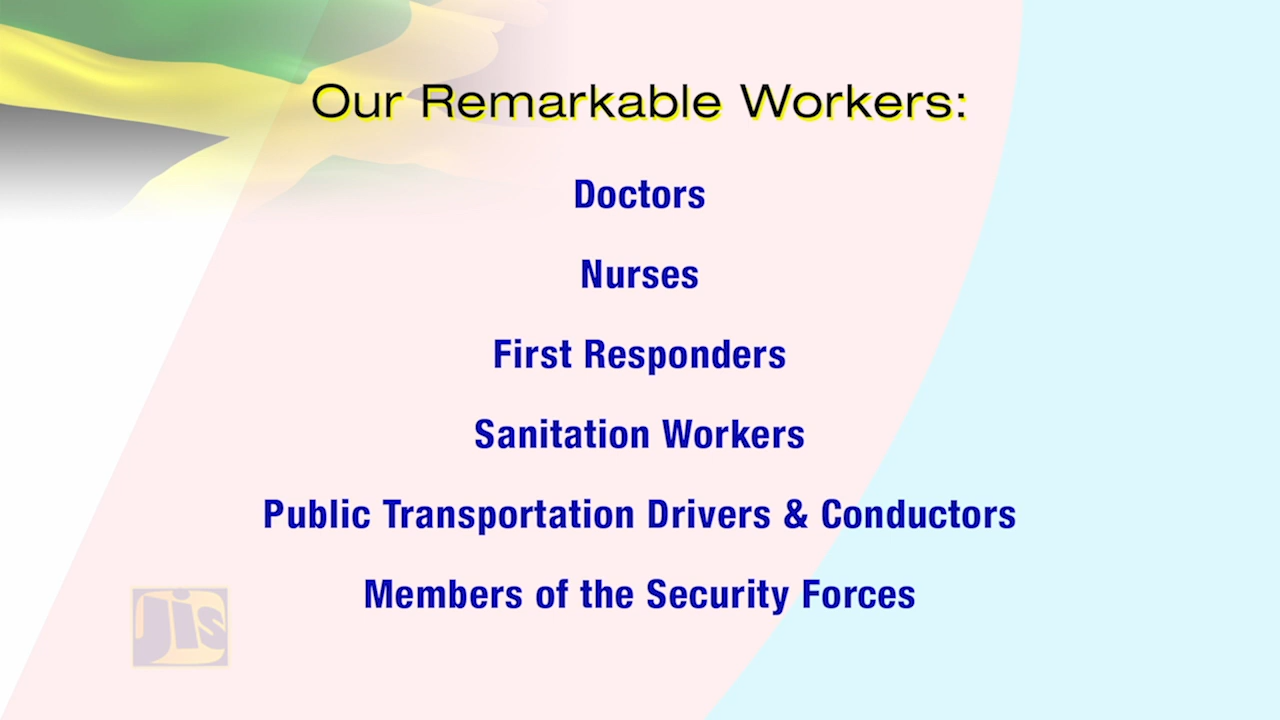 Our Remarkable Workers:
Doctors
Nurses
First Responders
Sanitation Workers
Public Transportation Drivers & Conductors
Members of the Security Forces
Jis